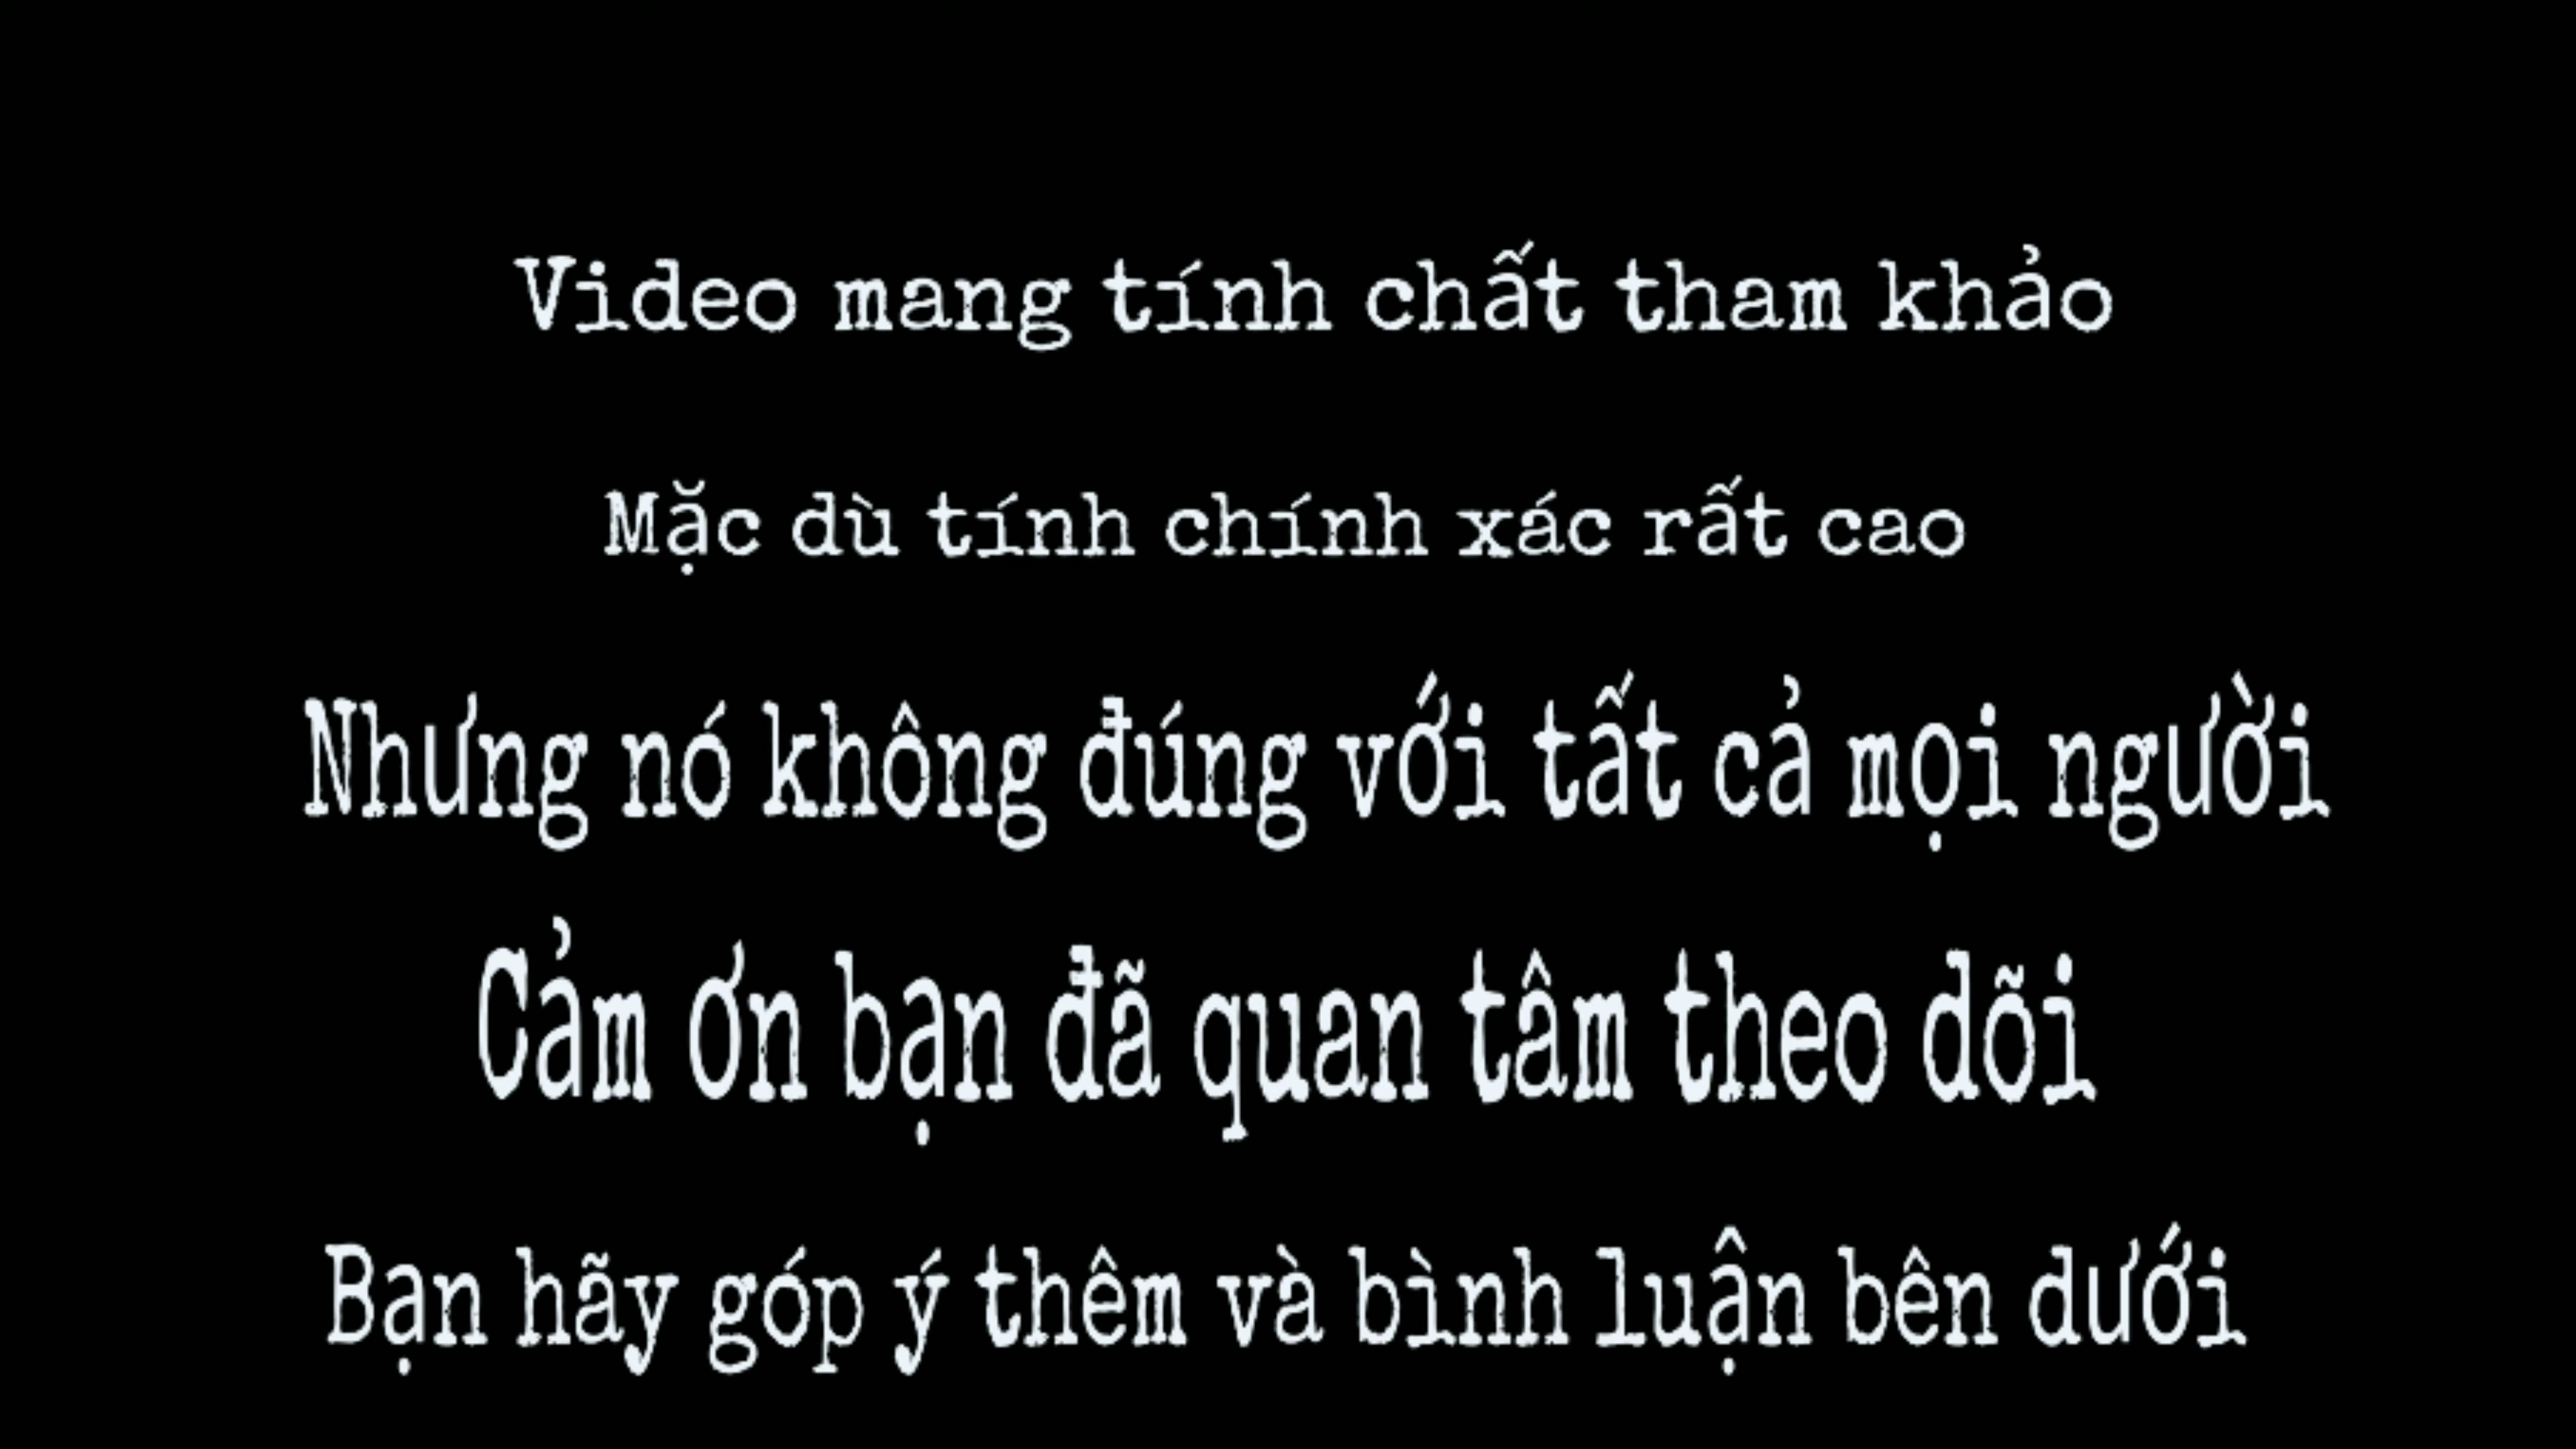 Video mang tính chất tham khảo
Mặc dù tính chính xác rất cao
Nhưng nó không đúng với tất cả mọi người
Cảm ơn bạn đã quan tâm theo dõi
Bạn hãy góp ý thêm và bình luận bên dưới